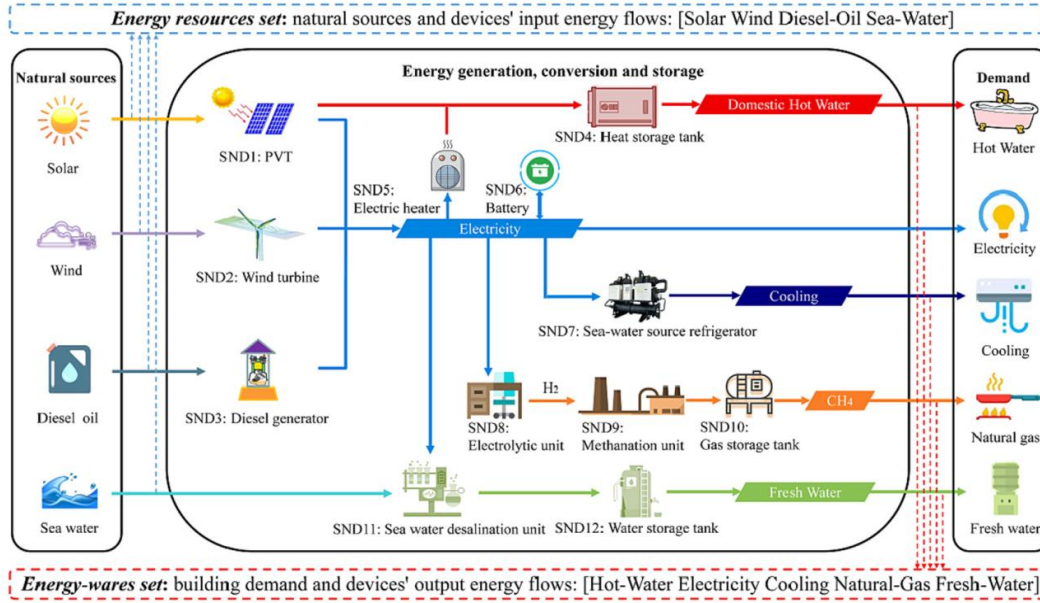 Energy resources set: natural sources and devices' input energy flows: [Solar Wind Diesel-Oil Sea-Water]
Natural sources
Solar
Wind
Diesel oil
Sea water
Energy generation, conversion and storage
SND1: PVT
SND2: Wind turbine
SND3: Diesel generator
SND4: Heat storage tank
Domestic Hot Water
SND5:
Electric heater
SND6:
Battery
Electricity
SND7: Sea-water source refrigerator
Cooling
SND8:
Electrolytic unit
H2
SND9:
Methanation unit
SND10:
Gas storage tank
CH4
SND11: Sea water desalination unit
SND12: Water storage tank
Fresh Water
Demand
Hot Water
Electricity
Cooling
Natural gas
Fresh water
Energy-wares set: building demand and devices' output energy flows: [Hot-Water Electricity Cooling Natural-Gas Fresh-Water]